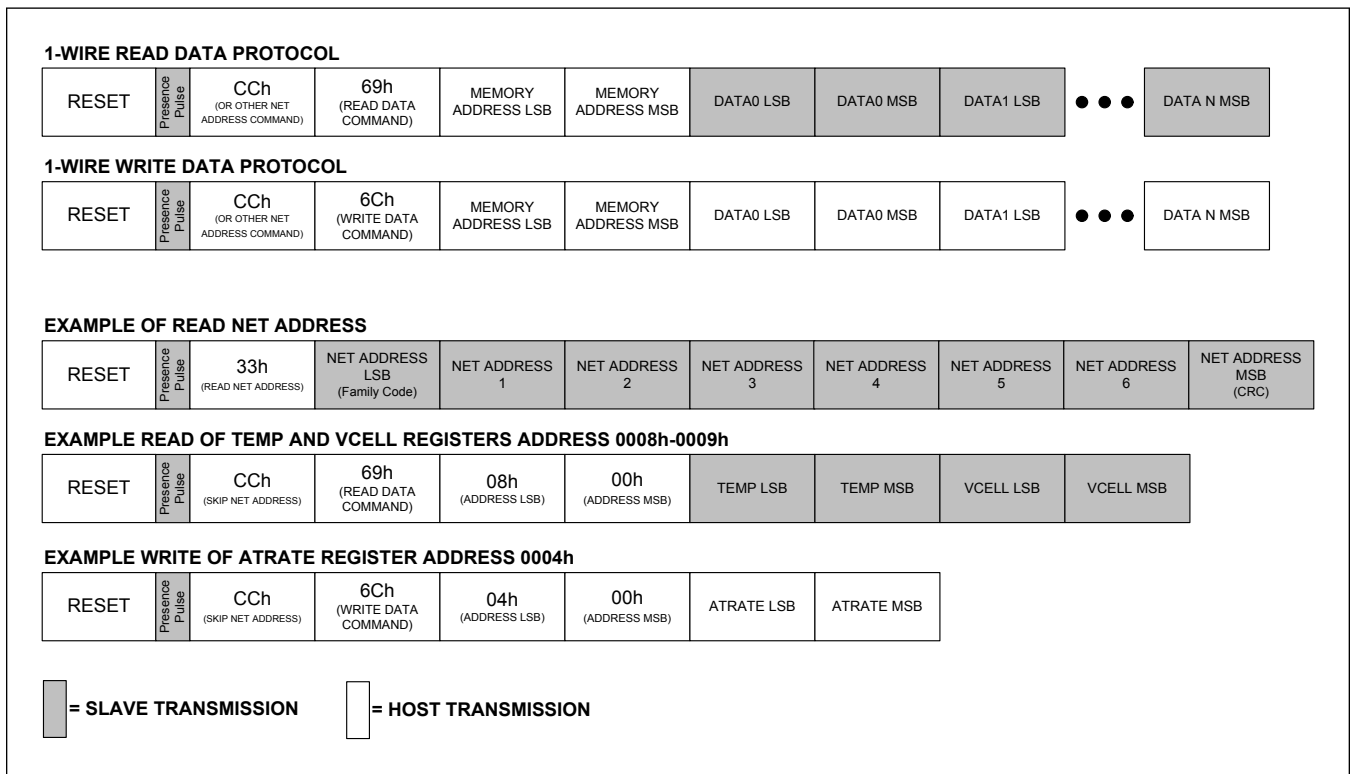 1-WIRE READ DATA PROTOCOL
RESET
Presence
Pulse
CCh
(OR OTHER NET
ADDRESS COMMAND)
69h
(READ DATA
COMMAND)
MEMORY
ADDRESS LSB
MEMORY
ADDRESS MSB
DATA0 LSB
DATA0 MSB
DATA1 LSB
DATA N MSB
1-WIRE WRITE DATA PROTOCOL
RESET
Presence
Pulse
CCh
(OR OTHER NET
ADDRESS COMMAND)
6Ch
(WRITE DATA
COMMAND)
MEMORY
ADDRESS LSB
MEMORY
ADDRESS MSB
DATA0 LSB
DATA0 MSB
DATA1 LSB
DATA N MSB
EXAMPLE OF READ NET ADDRESS
RESET
Presence
Pulse
33h
(READ NET ADDRESS)
NET ADDRESS
LSB
(Family Code)
NET ADDRESS
1
NET ADDRESS
2
NET ADDRESS
3
NET ADDRESS
4
NET ADDRESS
5
NET ADDRESS
6
NET ADDRESS
MSB
(CRC)
EXAMPLE READ OF TEMP AND VCELL REGISTERS ADDRESS 0008h-0009h
RESET
Presence
Pulse
CCh
(SKIP NET ADDRESS)
69h
(READ DATA
COMMAND)
08h
(ADDRESS LSB)
00h
(ADDRESS MSB)
TEMP LSB
TEMP MSB
VCELL LSB
VCELL MSB
EXAMPLE WRITE OF ATRATE REGISTER ADDRESS 0004h
RESET
Presence
Pulse
CCh
(SKIP NET ADDRESS)
6Ch
(WRITE DATA
COMMAND)
04h
(ADDRESS LSB)
00h
(ADDRESS MSB)
ATRATE LSB
ATRATE MSB
= SLAVE TRANSMISSION
= HOST TRANSMISSION